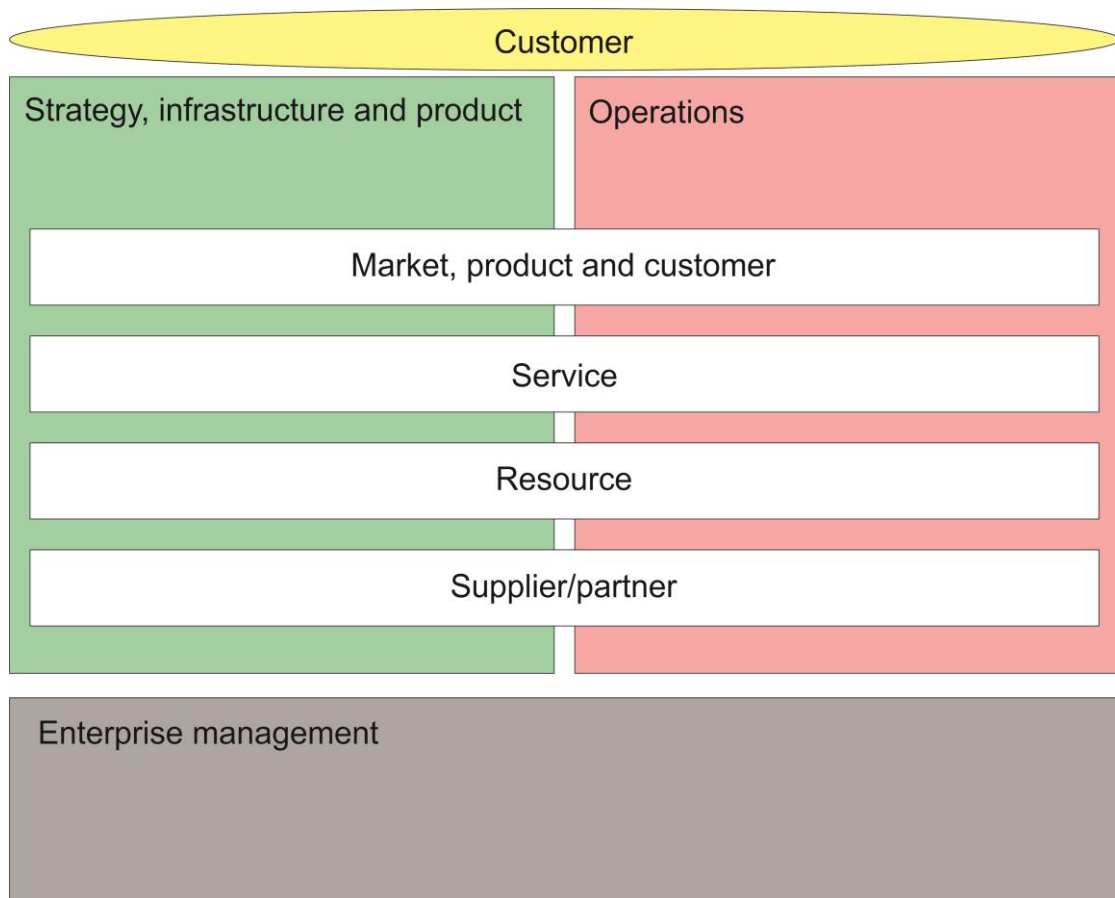 Customer
Strategy, infrastructure and product
Operations
Market, product and customer
Service
Resource
Supplier/partner
Enterprise management